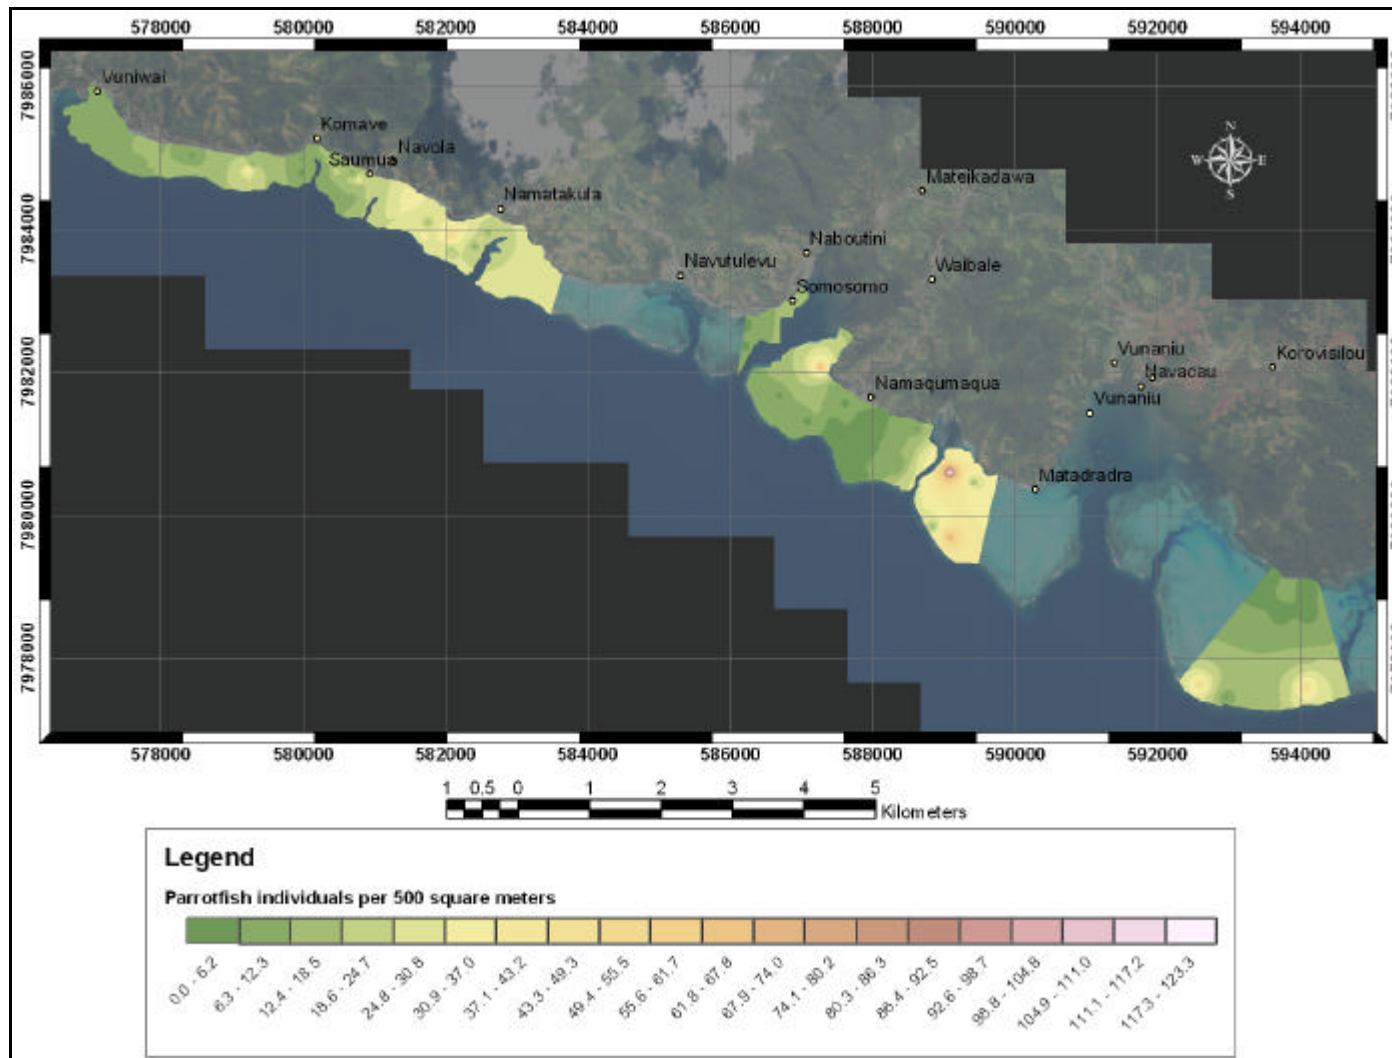 578000 580000 582000 584000 586000 588000 590000 592000 594000
7986000
Vuniwai
Komave
Navola
Saumua
Namatakula
Mateikadawa
N
W E
S
7984000
Naboutini
Navutulevu
Waibale
Somosomo
7982000
Vunaniu
Korovisilou
Navacau
Namaqumaqua
Vunaniu
Matadradra
7980000
7978000
578000 580000 582000 584000 586000 588000 590000 592000 594000
1 0.5 0 1 2 3 4 5
Kilometers
Legend
Parrotfish individuals per 500 square meters
0.0 - 6.2
6.3 - 12.3
12.4 - 18.5
18.6 - 24.7
24.8 - 30.8
30.9 - 37.0
37.1 - 43.2
43.3 - 49.3
49.4 - 55.5
55.6 - 61.7
61.8 - 67.8
67.9 - 74.0
74.1 - 80.2
80.3 - 86.3
86.4 - 92.5
92.6 - 98.7
98.8 - 104.8
104.9 - 111.0
111.1 - 117.2
117.3 - 123.3